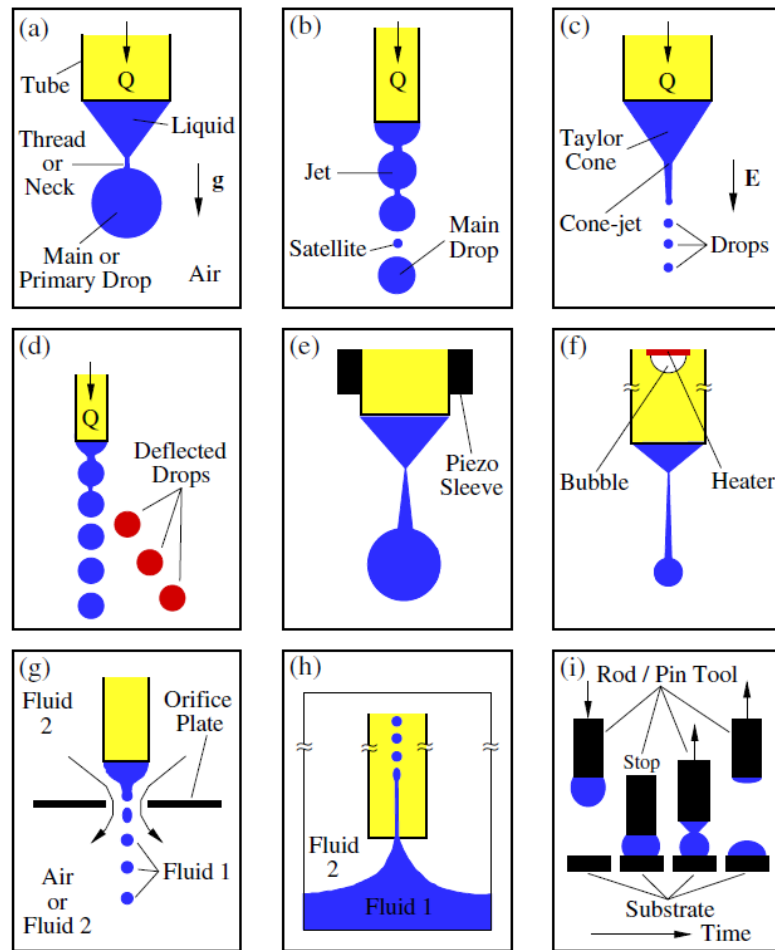 (a)
Q
Tube
Liquid
Thread
or
Neck
g
Main or
Primary Drop
Air
(b)
Q
Jet
Satellite
Main
Drop
(c)
Q
Taylor
Cone
E
Cone-jet
Drops
(d)
Q
Deflected
Drops
(e)
Piezo
Sleeve
(f)
Bubble
Heater
(g)
Fluid
2
Orifice
Plate
Air
or
Fluid 2
Fluid 1
(h)
Fluid
2
Fluid 1
(i)
Rod / Pin Tool
Stop
Substrate
Time